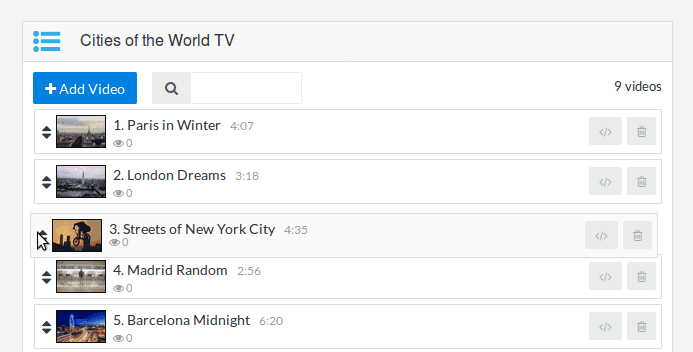 Cities of the World TV
Add Video
9 videos
1. Paris in Winter 4:07
0
2. London Dreams 3:18
0
3. Streets of New York City 4:35
0
4. Madrid Random 2:56
0
5. Barcelona Midnight 6:20
0